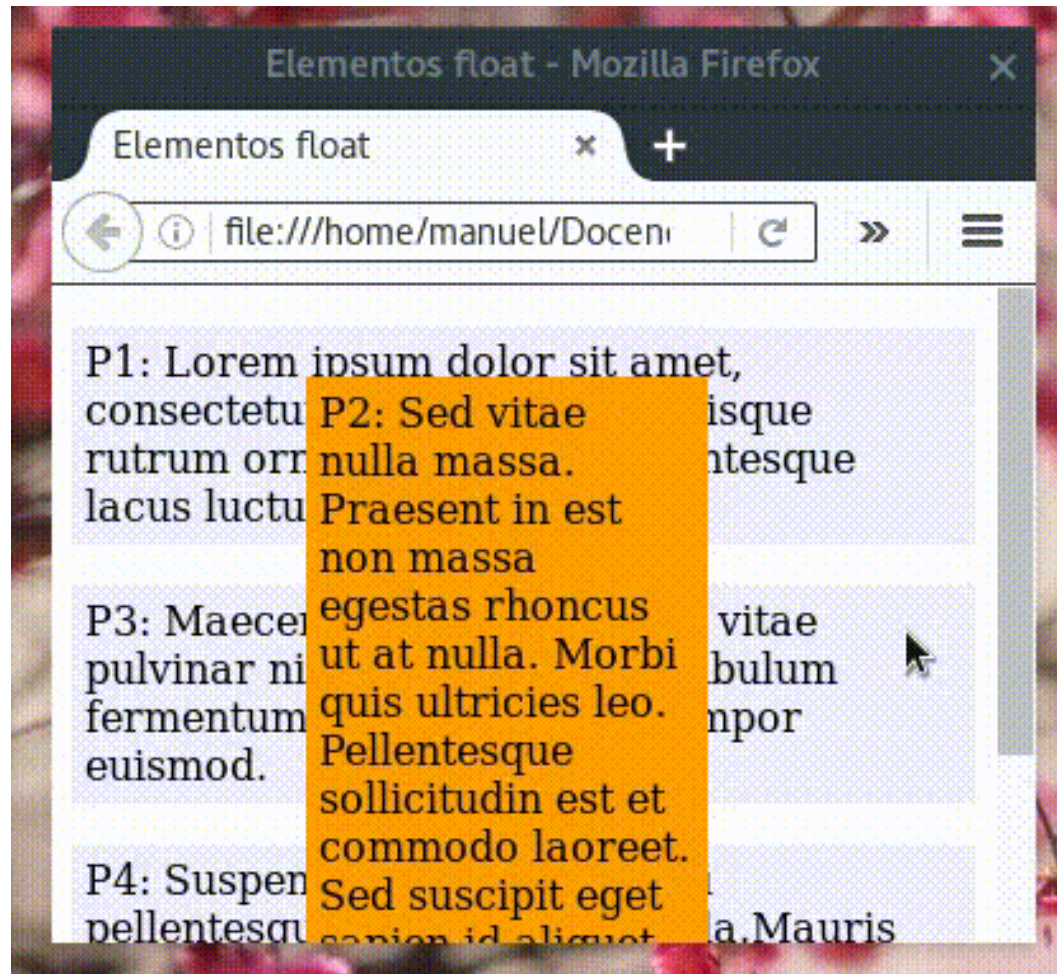 Elementos float - Mozilla Firefox
Elementos float
file:///home/manuel/Docen
P1: Lorem ipsum dolor sit amet,
consectetu isque
rutrum orn ntesque
lacus luctu
P2: Sed vitae
nulla massa.
Praesent in est
non massa
egestas rhoncus
ut at nulla. Morbi
quis ultricies leo.
Pellentesque
sollicitudin est et
commodo laoreet.
Sed suscipit eget
sapien id aliquet
P3: Maecen vitae
pulvinar ni bulum
fermentum mpor
euismod.
P4: Suspen
pellentesqu a.Mauris